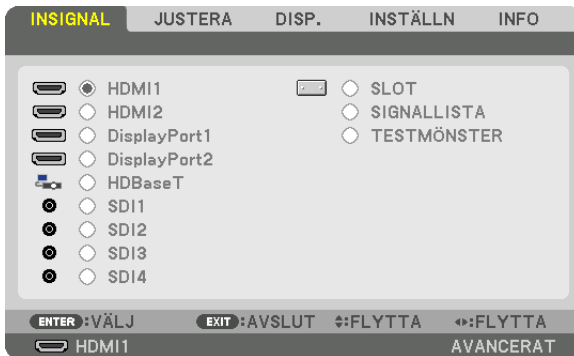 INSIGNAL JUSTERA DISP. INSTÄLLN INFO
HDMI1 SLOT
HDMI2 SIGNALLISTA
DisplayPort1 TESTMÖNSTER
DisplayPort2
HDBaseT
SDI1
SDI2
SDI3
SDI4
ENTER:VÄLJ EXIT:AVSLUT :FLYTTA :FLYTTA
HDMI1 AVANCERAT